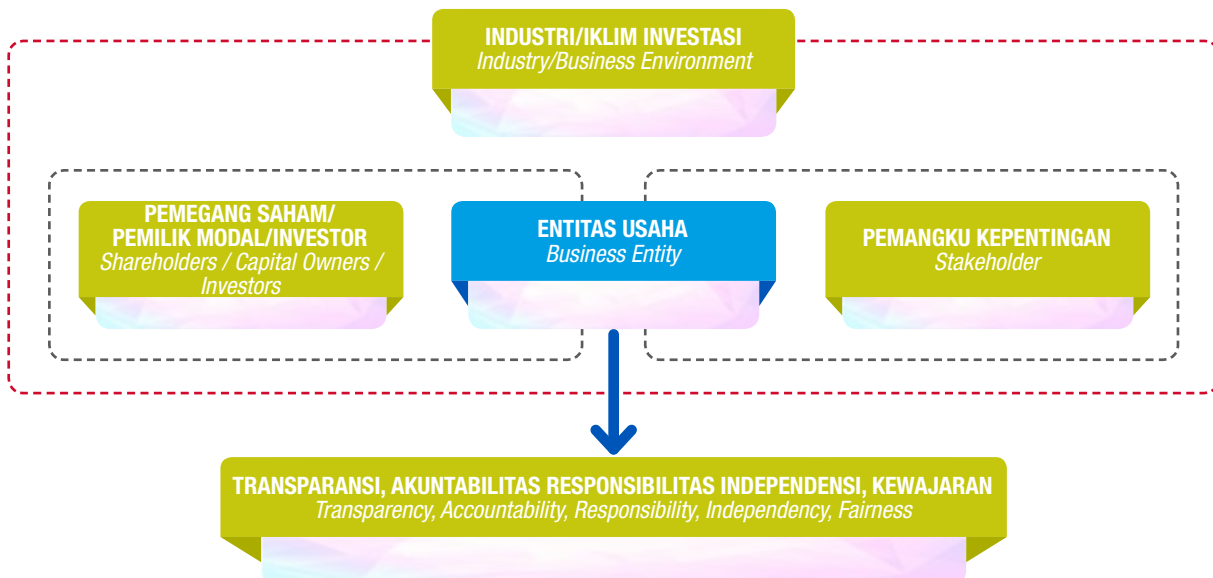 INDUSTRI/IKLIM INVESTASI
Industry/Business Environment
PEMEGANG SAHAM/
PEMILIK MODAL/INVESTOR
Shareholders / Capital Owners /
Investors
ENTITAS USAHA
Business Entity
PEMANGKU KEPENTINGAN
Stakeholder
TRANSPARANSI, AKUNTABILITAS RESPONSIBILITAS INDEPENDENSI, KEWAJARAN
Transparency, Accountability, Responsibility, Independency, Fairness